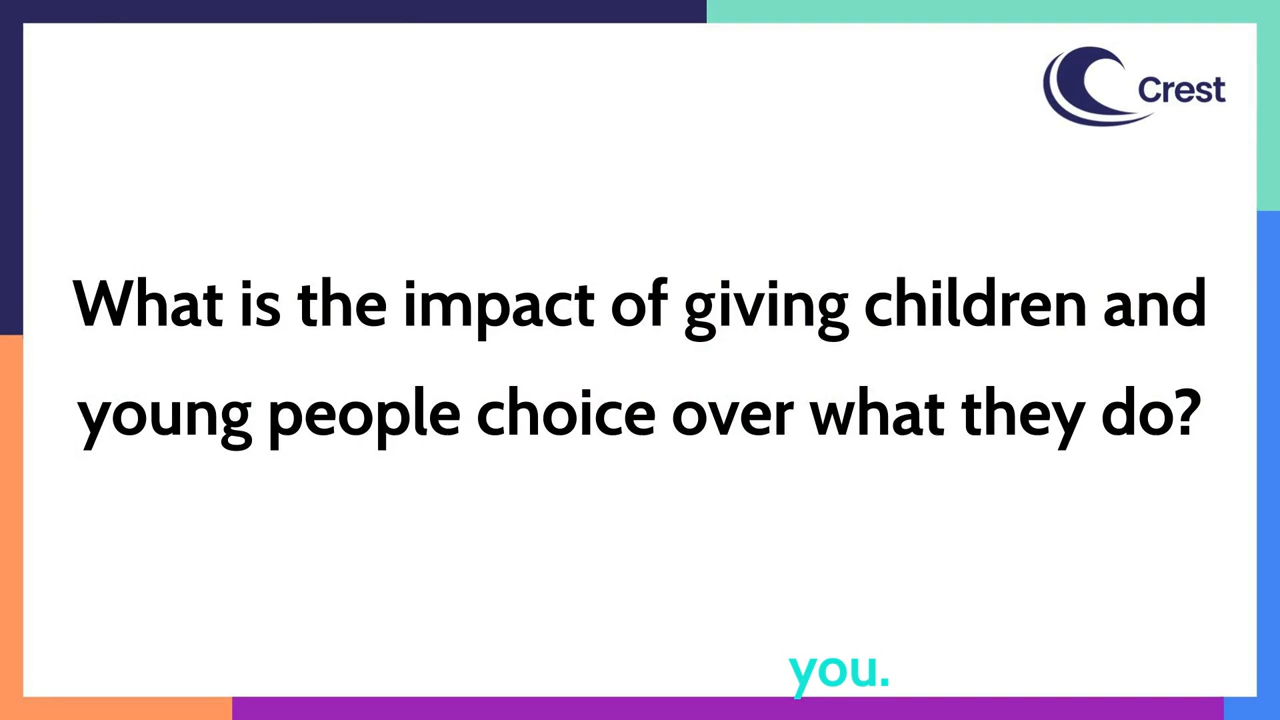 Crest
What is the impact of giving children and
young people choice over what they do?
you.